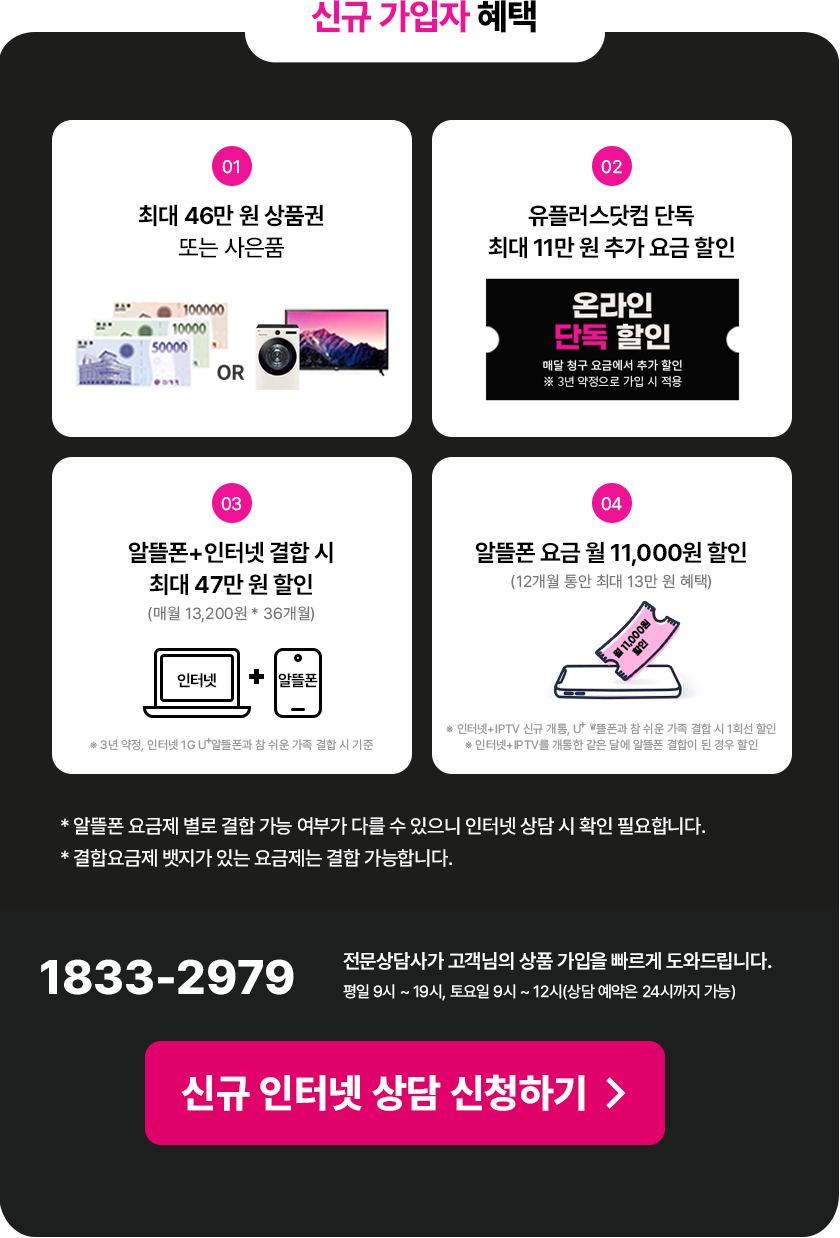 신규 가입자 혜택
01
최대 46만 원 상품권
또는 사은품
100000
10000
50000
OR
02
유플러스닷컴 단독
최대 11만 원 추가 요금 할인
온라인
단독 할인
매달 청구 요금에서 추가 할인
※ 3년 약정으로 가입 시 적용
03
알뜰폰+인터넷 결합 시
최대 47만 원 할인
(매월 13,200원 * 36개월)
인터넷
+
알뜰폰
※ 3년 약정, 인터넷 1G U+알뜰폰과 참 쉬운 가족 결합 시 기준
04
알뜰폰 요금 월 11,000원 할인
(12개월 통안 최대 13만 원 혜택)
월 11,000원
할인
※ 인터넷+IPTV 신규 개통, U+ 뜰폰과 참 쉬운 가족 결합 시 1회선 할인
※ 인터넷+IPTV를 개통한 같은 달에 알뜰폰 결합이 된 경우 할인
* 알뜰폰 요금제 별로 결합 가능 여부가 다를 수 있으니 인터넷 상담 시 확인 필요합니다.
* 결합요금제 뱃지가 있는 요금제는 결합 가능합니다.
1833-2979
전문상담사가 고객님의 상품 가입을 빠르게 도와드립니다.
평일 9시 ~ 19시, 토요일 9시 ~ 12시(상담 예약은 24시까지 가능)
신규 인터넷 상담 신청하기 >